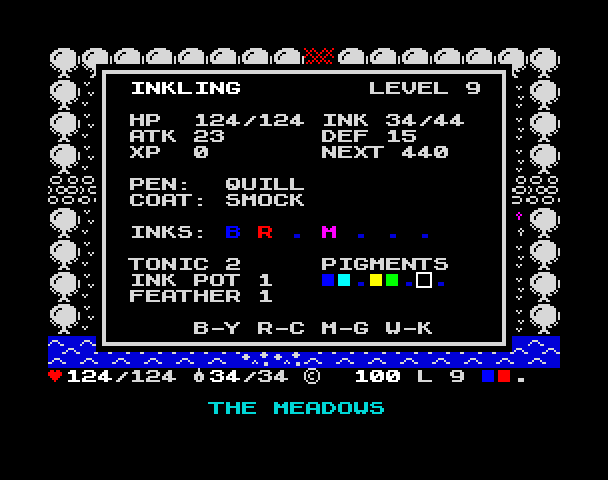 INKLING LEVEL 9
HP 124/124 INK 34/44
ATK 23 DEF 15
XP 0 NEXT 440
PEN: QUILL
COAT: SMOCK
INKS: B R . M . . .
TONIC 2 PIGMENTS
INK POT 1
FEATHER 1
B-Y R-C M-G W-K
124/124 34/34 © 100 L 9 .
THE MEADOWS